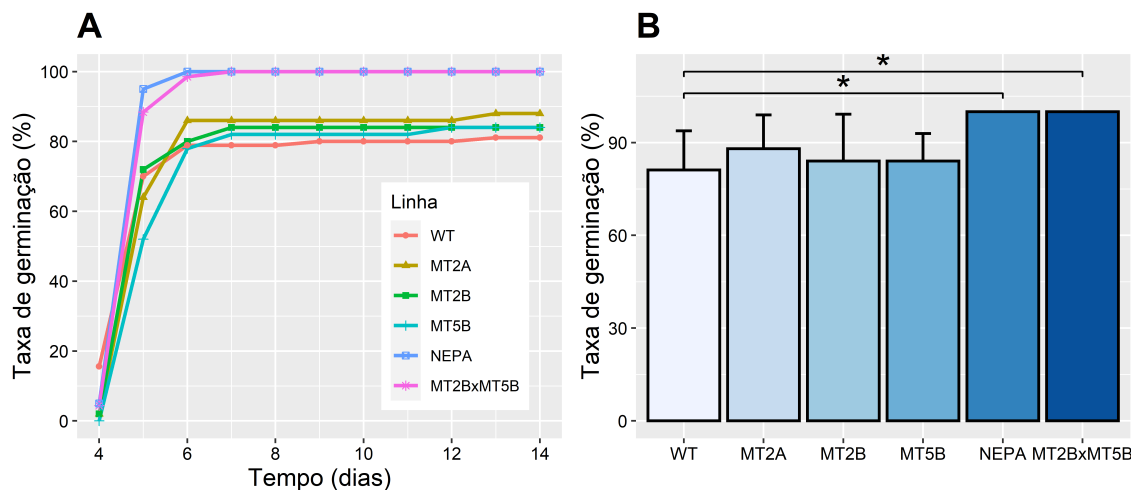 A
Taxa de germinação (%)
100
80
60
40
20
0
4
6
8
10
12
14
Tempo (dias)
Linha
WT
MT2A
MT2B
MT5B
NEPA
MT2BxMT5B
B
Taxa de germinação (%)
90
60
30
0
*
*
WT
MT2A
MT2B
MT5B
NEPA
MT2BxMT5B